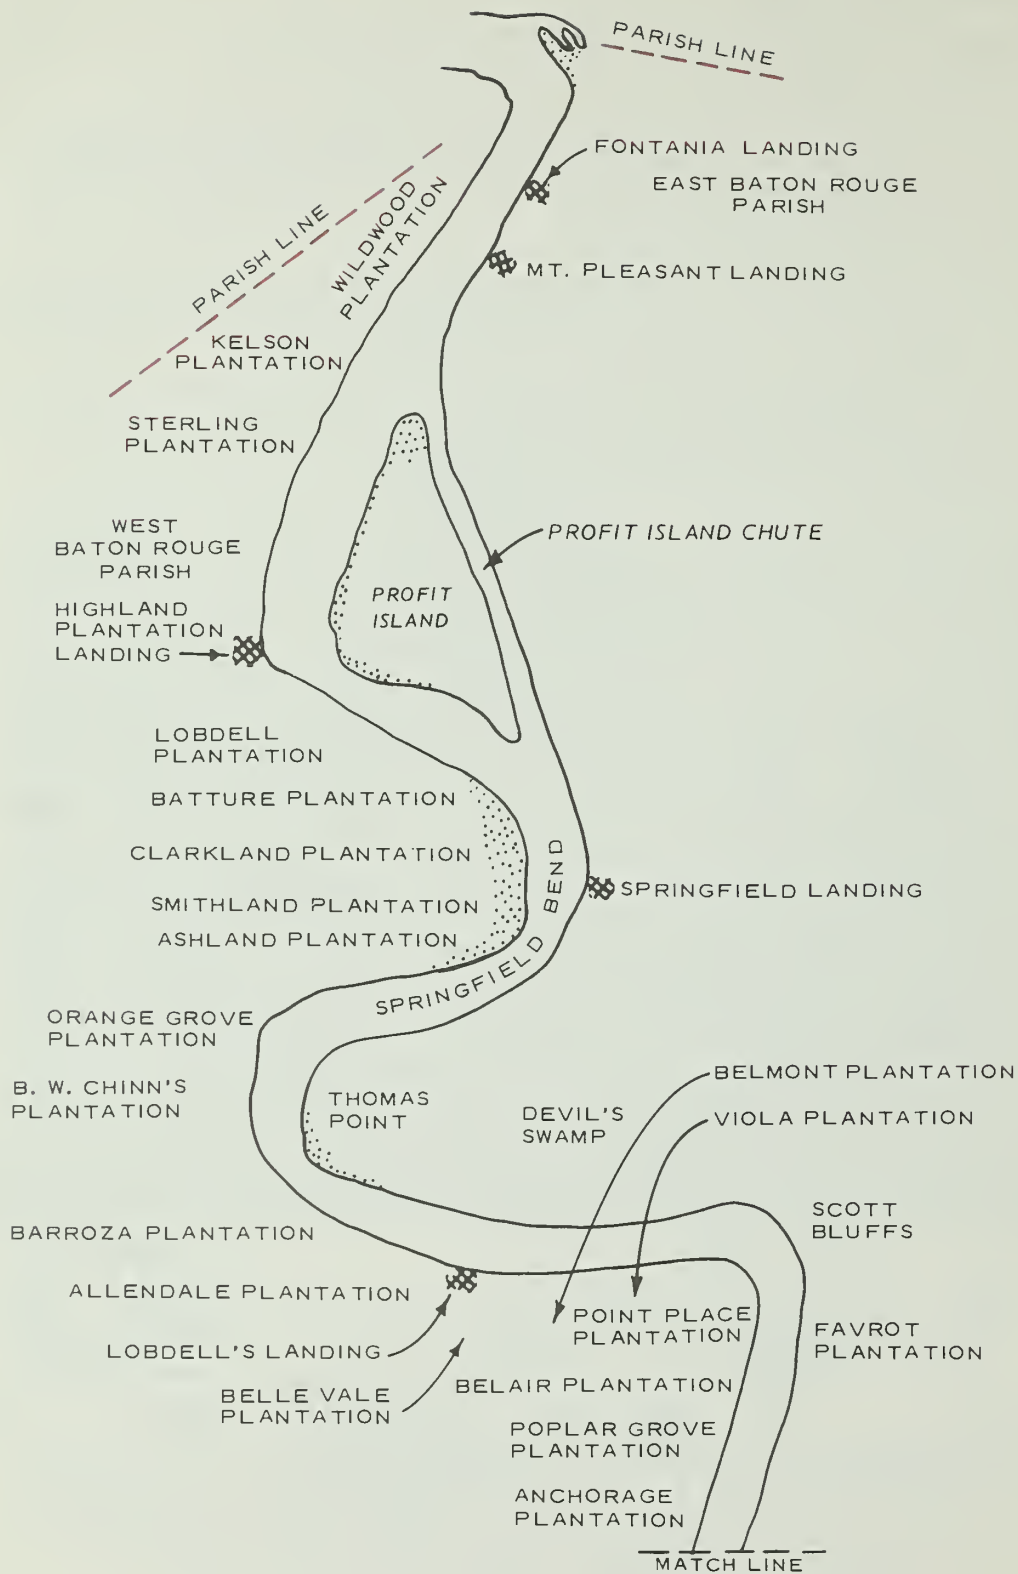 PARISH LINE
FONTANIA LANDING
EAST BATON ROUGE
PARISH
PARISH LINE
WILDWOOD
PLANTATION
MT. PLEASANT LANDING
KELSON
PLANTATION
STERLING
PLANTATION
WEST
BATON ROUGE
PARISH
PROFIT ISLAND CHUTE
PROFIT
ISLAND
HIGHLAND
PLANTATION
LANDING
LOBDELL
PLANTATION
BATTURE PLANTATION
CLARKLAND PLANTATION
SMITHLAND PLANTATION
ASHLAND PLANTATION
SPRINGFIELD BEND
SPRINGFIELD LANDING
ORANGE GROVE
PLANTATION
B. W. CHINN'S
PLANTATION
THOMAS
POINT
DEVIL'S
SWAMP
BELMONT PLANTATION
VIOLA PLANTATION
SCOTT
BLUFFS
BARROZA PLANTATION
ALLENDALE PLANTATION
LOBDELL'S LANDING
BELLE VALE
PLANTATION
POINT PLACE
PLANTATION
FAVROT
PLANTATION
BELAIR PLANTATION
POPLAR GROVE
PLANTATION
ANCHORAGE
PLANTATION
MATCH LINE